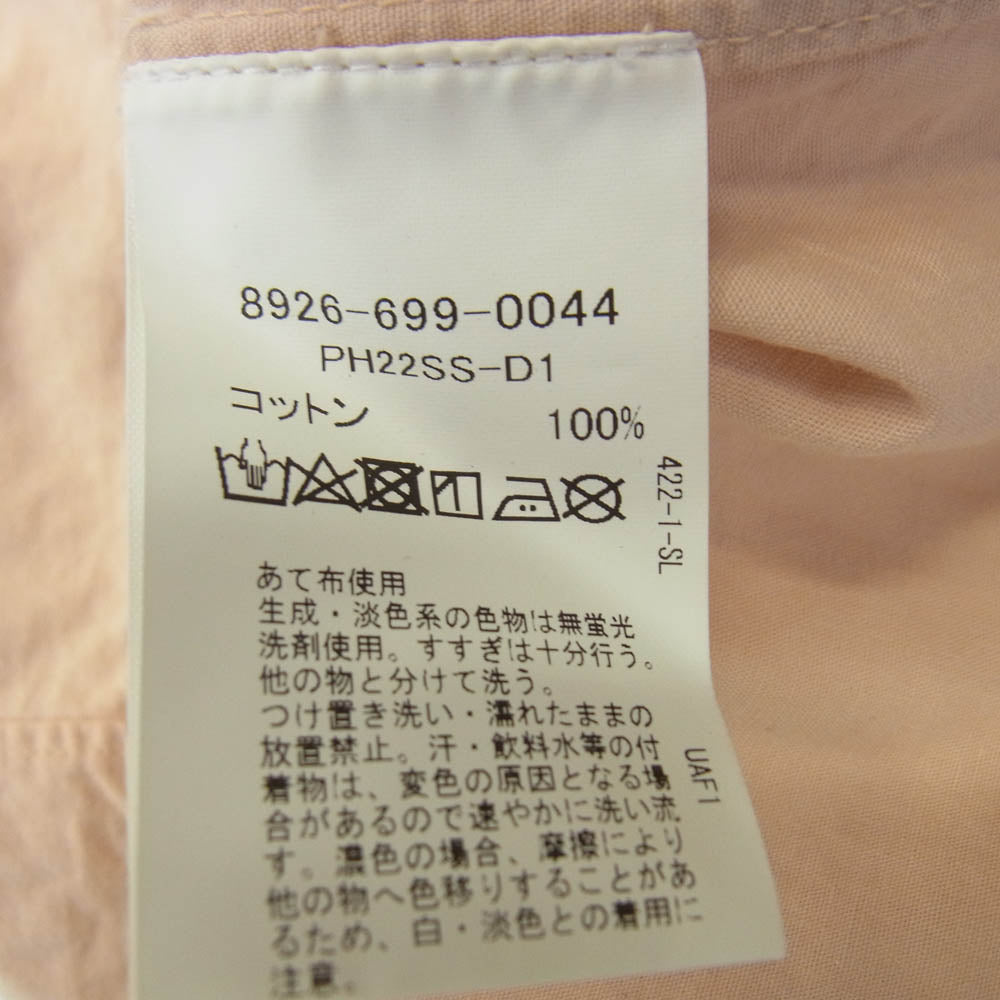 8926-699-0044
PH22SS-D1
コットン 100%
422-1-SL
あて布使用
生成・淡色系の色物は無蛍光
洗剤使用。すすぎは十分行う。
他の物と分けて洗う。
つけ置き洗い・濡れたままの
放置禁止。汗・飲料水等の付
着物は、変色の原因となる場
合があるので速やかに洗い流
す。濃色の場合、摩擦により
他の物へ色移りすることがあ
るため、白・淡色との着用に
注意。
UAF1